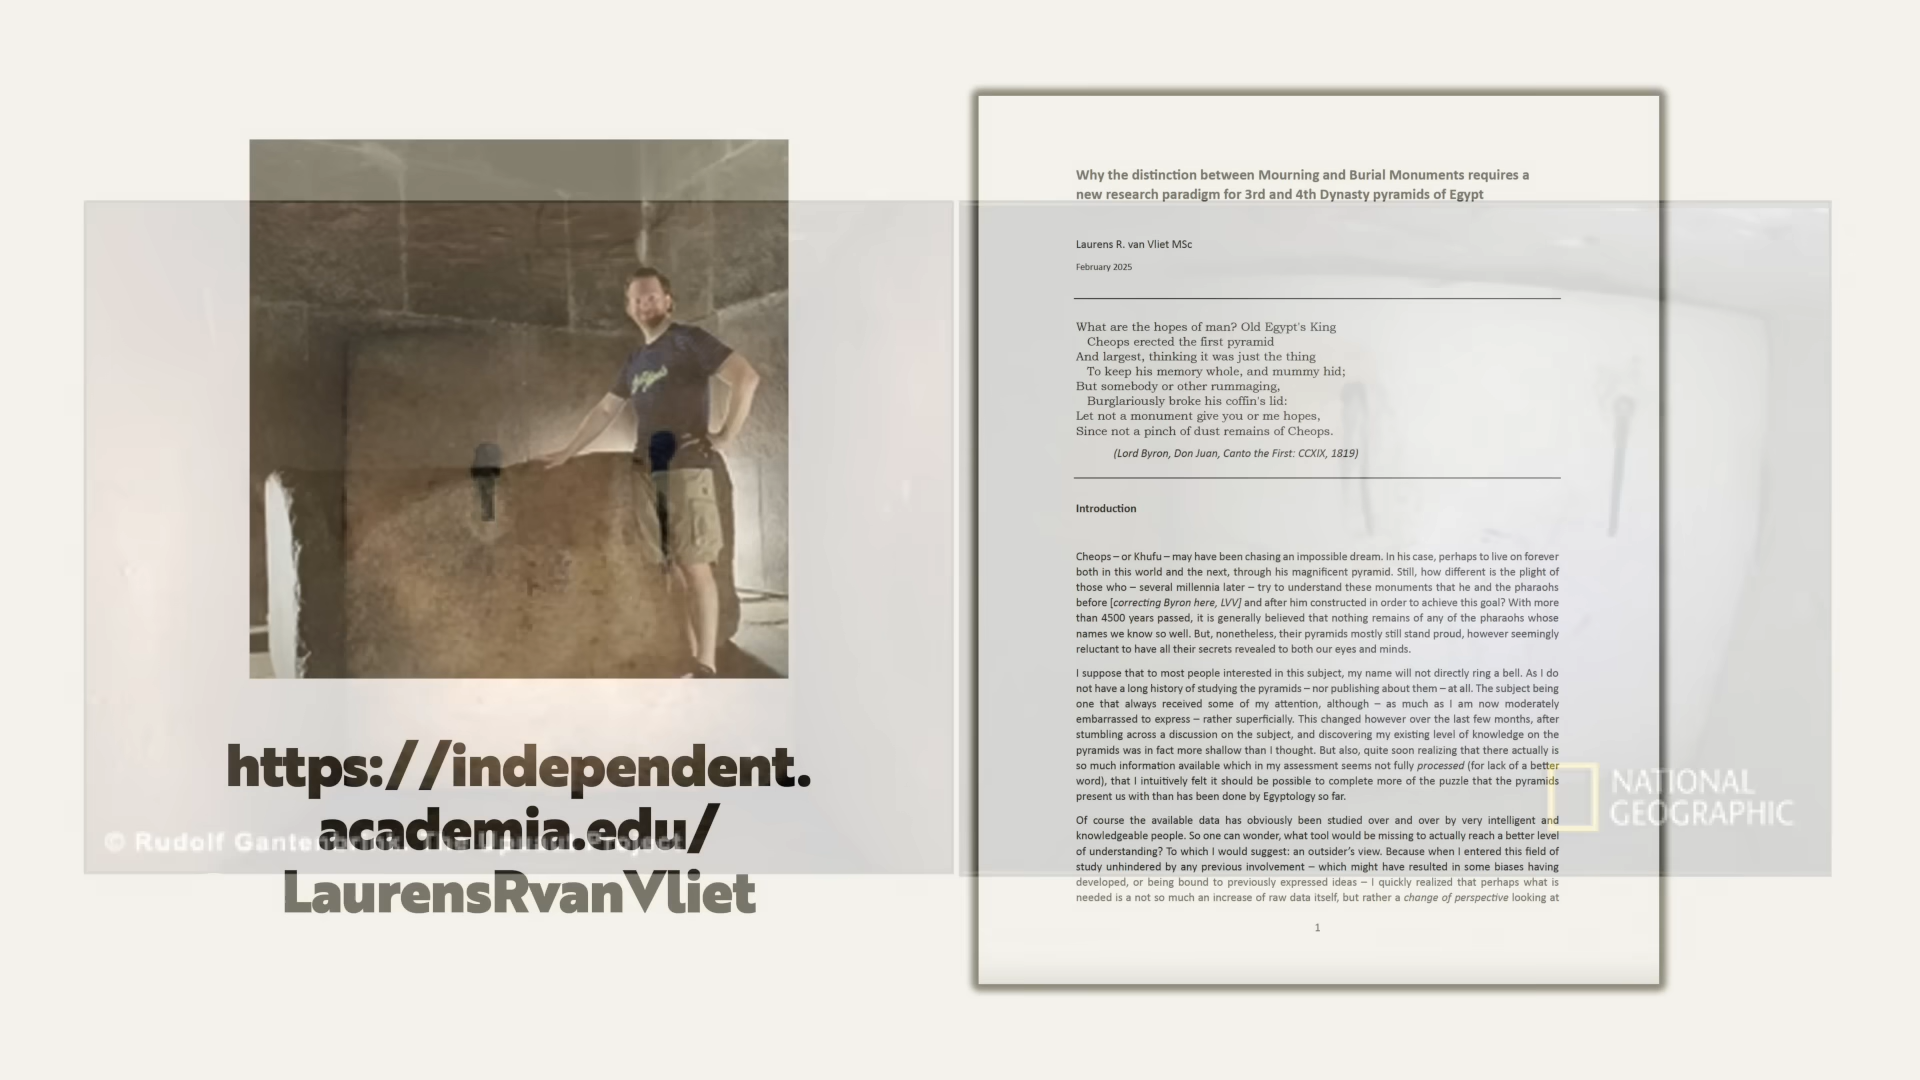 https://independent.
academia.edu/
LaurensRvanVliet
© Rudolf Gantenbrink, The Upuaut Project
Why the distinction between Mourning and Burial Monuments requires a
new research paradigm for 3rd and 4th Dynasty pyramids of Egypt
Laurens R. van Vliet MSc
February 2025
What are the hopes of man? Old Egypt's King
Cheops erected the first pyramid
And largest, thinking it was just the thing
To keep his memory whole, and mummy hid;
But somebody or other rummaging,
Burglariously broke his coffin's lid:
Let not a monument give you or me hopes,
Since not a pinch of dust remains of Cheops.
(Lord Byron, Don Juan, Canto the First: CCXIX, 1819)
Introduction
Cheops – or Khufu – may have been chasing an impossible dream. In his case, perhaps to live on forever
both in this world and the next, through his magnificent pyramid. Still, how different is the plight of
those who – several millennia later – try to understand these monuments that he and the pharaohs
before [correcting Byron here, LVV] and after him constructed in order to achieve this goal? With more
than 4500 years passed, it is generally believed that nothing remains of any of the pharaohs whose
names we know so well. But, nonetheless, their pyramids mostly still stand proud, however seemingly
reluctant to have all their secrets revealed to both our eyes and minds.
I suppose that to most people interested in this subject, my name will not directly ring a bell. As I do
not have a long history of studying the pyramids – nor publishing about them – at all. The subject being
one that always received some of my attention, although – as much as I am now moderately
embarrassed to express – rather superficially. This changed however over the last few months, after
stumbling across a discussion on the subject, and discovering my existing level of knowledge on the
pyramids was in fact more shallow than I thought. But also, quite soon realizing that there actually is
so much information available which in my assessment seems not fully processed (for lack of a better
word), that I intuitively felt it should be possible to complete more of the puzzle that the pyramids
present us with than has been done by Egyptology so far.
Of course the available data has obviously been studied over and over by very intelligent and
knowledgeable people. So one can wonder, what tool would be missing to actually reach a better level
of understanding? To which I would suggest: an outsider's view. Because when I entered this field of
study unhindered by any previous involvement – which might have resulted in some biases having
developed, or being bound to previously expressed ideas – I quickly realized that perhaps what is
needed is a not so much an increase of raw data itself, but rather a change of perspective looking at
1
NATIONAL
GEOGRAPHIC